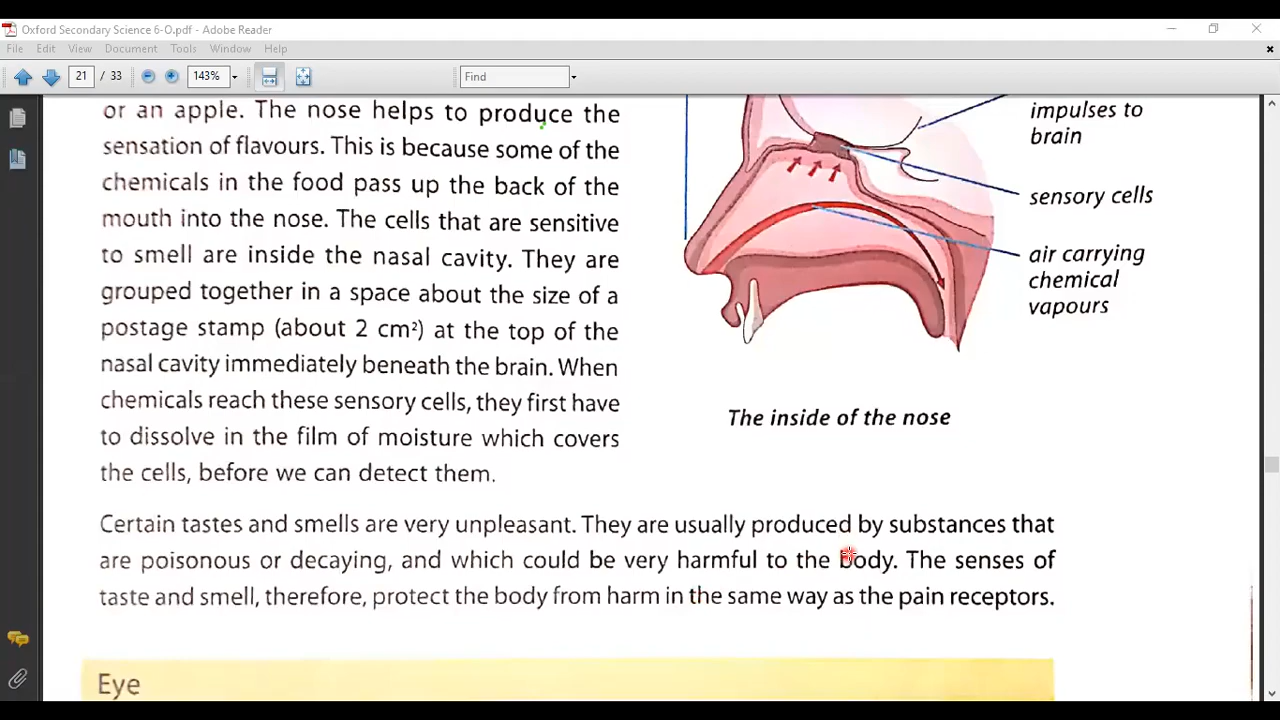 Oxford Secondary Science 6-O.pdf - Adobe Reader
File Edit View Document Tools Window Help
21 / 33 143% Find
or an apple. The nose helps to produce the
sensation of flavours. This is because some of the
chemicals in the food pass up the back of the
mouth into the nose. The cells that are sensitive
to smell are inside the nasal cavity. They are
grouped together in a space about the size of a
postage stamp (about 2 cm²) at the top of the
nasal cavity immediately beneath the brain. When
chemicals reach these sensory cells, they first have
to dissolve in the film of moisture which covers
the cells, before we can detect them.
impulses to
brain
sensory cells
air carrying
chemical
vapours
The inside of the nose
Certain tastes and smells are very unpleasant. They are usually produced by substances that
are poisonous or decaying, and which could be very harmful to the body. The senses of
taste and smell, therefore, protect the body from harm in the same way as the pain receptors.
Eye